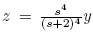 z = \frac{s^4}{(s+2)^4} y